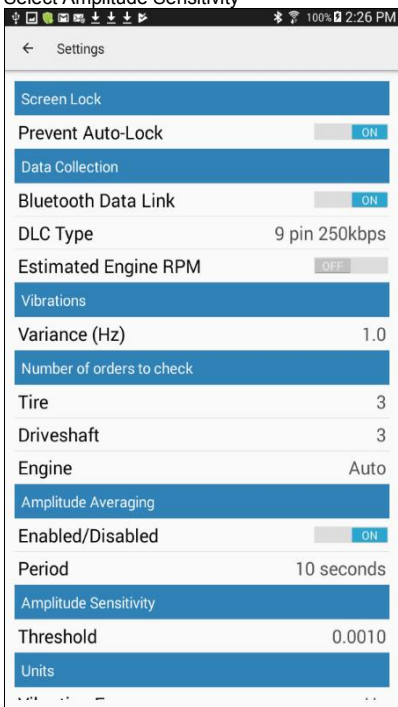 Select Amplitude Sensitivity
100% 2:26 PM
← Settings
Screen Lock
Prevent Auto-Lock ON
Data Collection
Bluetooth Data Link ON
DLC Type 9 pin 250kbps
Estimated Engine RPM OFF
Vibrations
Variance (Hz) 1.0
Number of orders to check
Tire 3
Driveshaft 3
Engine Auto
Amplitude Averaging
Enabled/Disabled ON
Period 10 seconds
Amplitude Sensitivity
Threshold 0.0010
Units